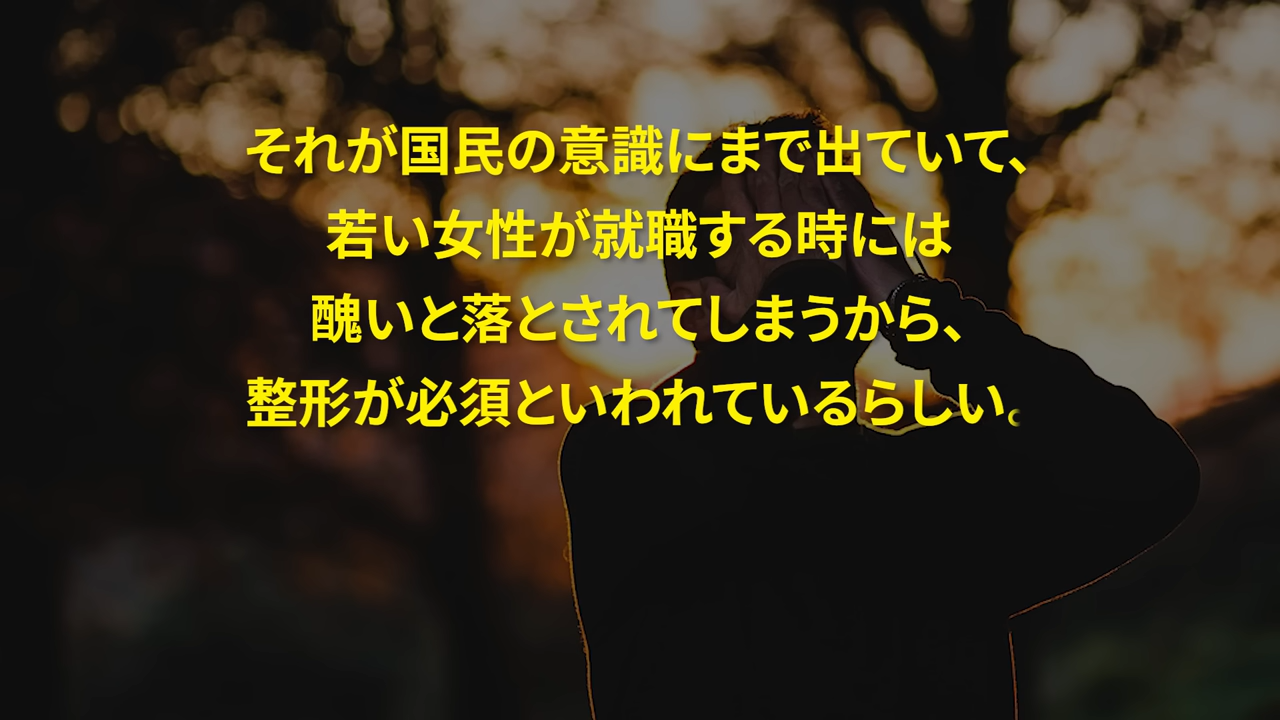 それが国民の意識にまで出ていて、
若い女性が就職する時には
醜いと落とされてしまうから、
整形が必須といわれているらしい。